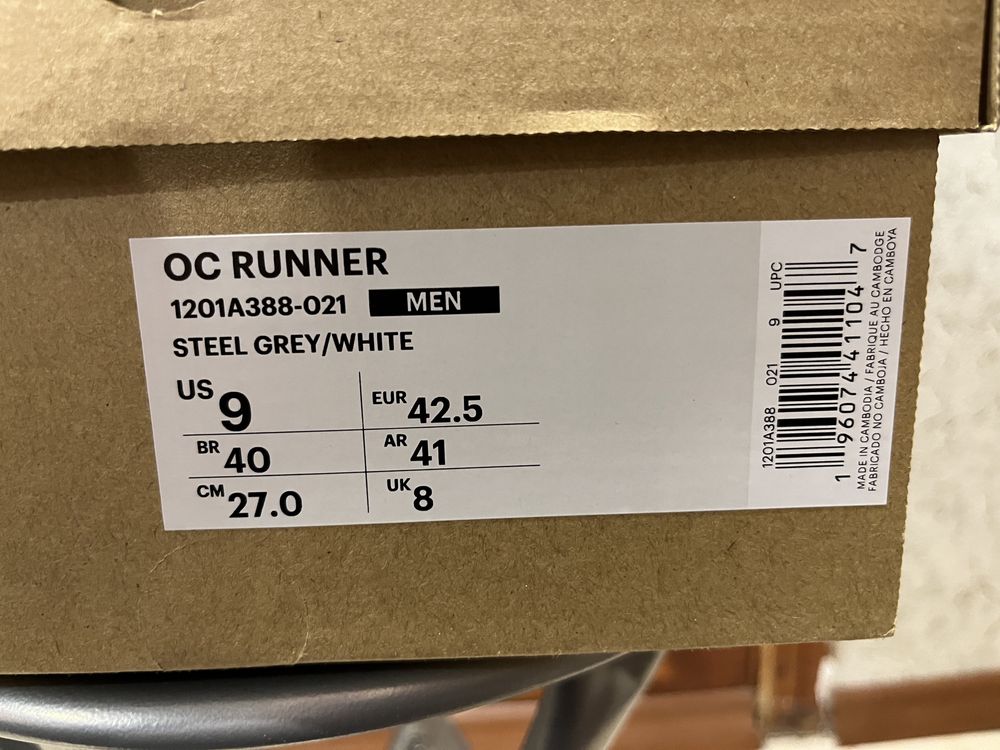 OC RUNNER
1201A388-021 MEN
STEEL GREY/WHITE
US 9 EUR 42.5
BR 40 AR 41
CM 27.0 UK 8
1201A388 021 9 UPC
1 96074 41104 7
MADE IN CAMBODIA / FABRIQUE AU CAMBODGE
FABRICADO NO CAMBOJA / HECHO EN CAMBOYA